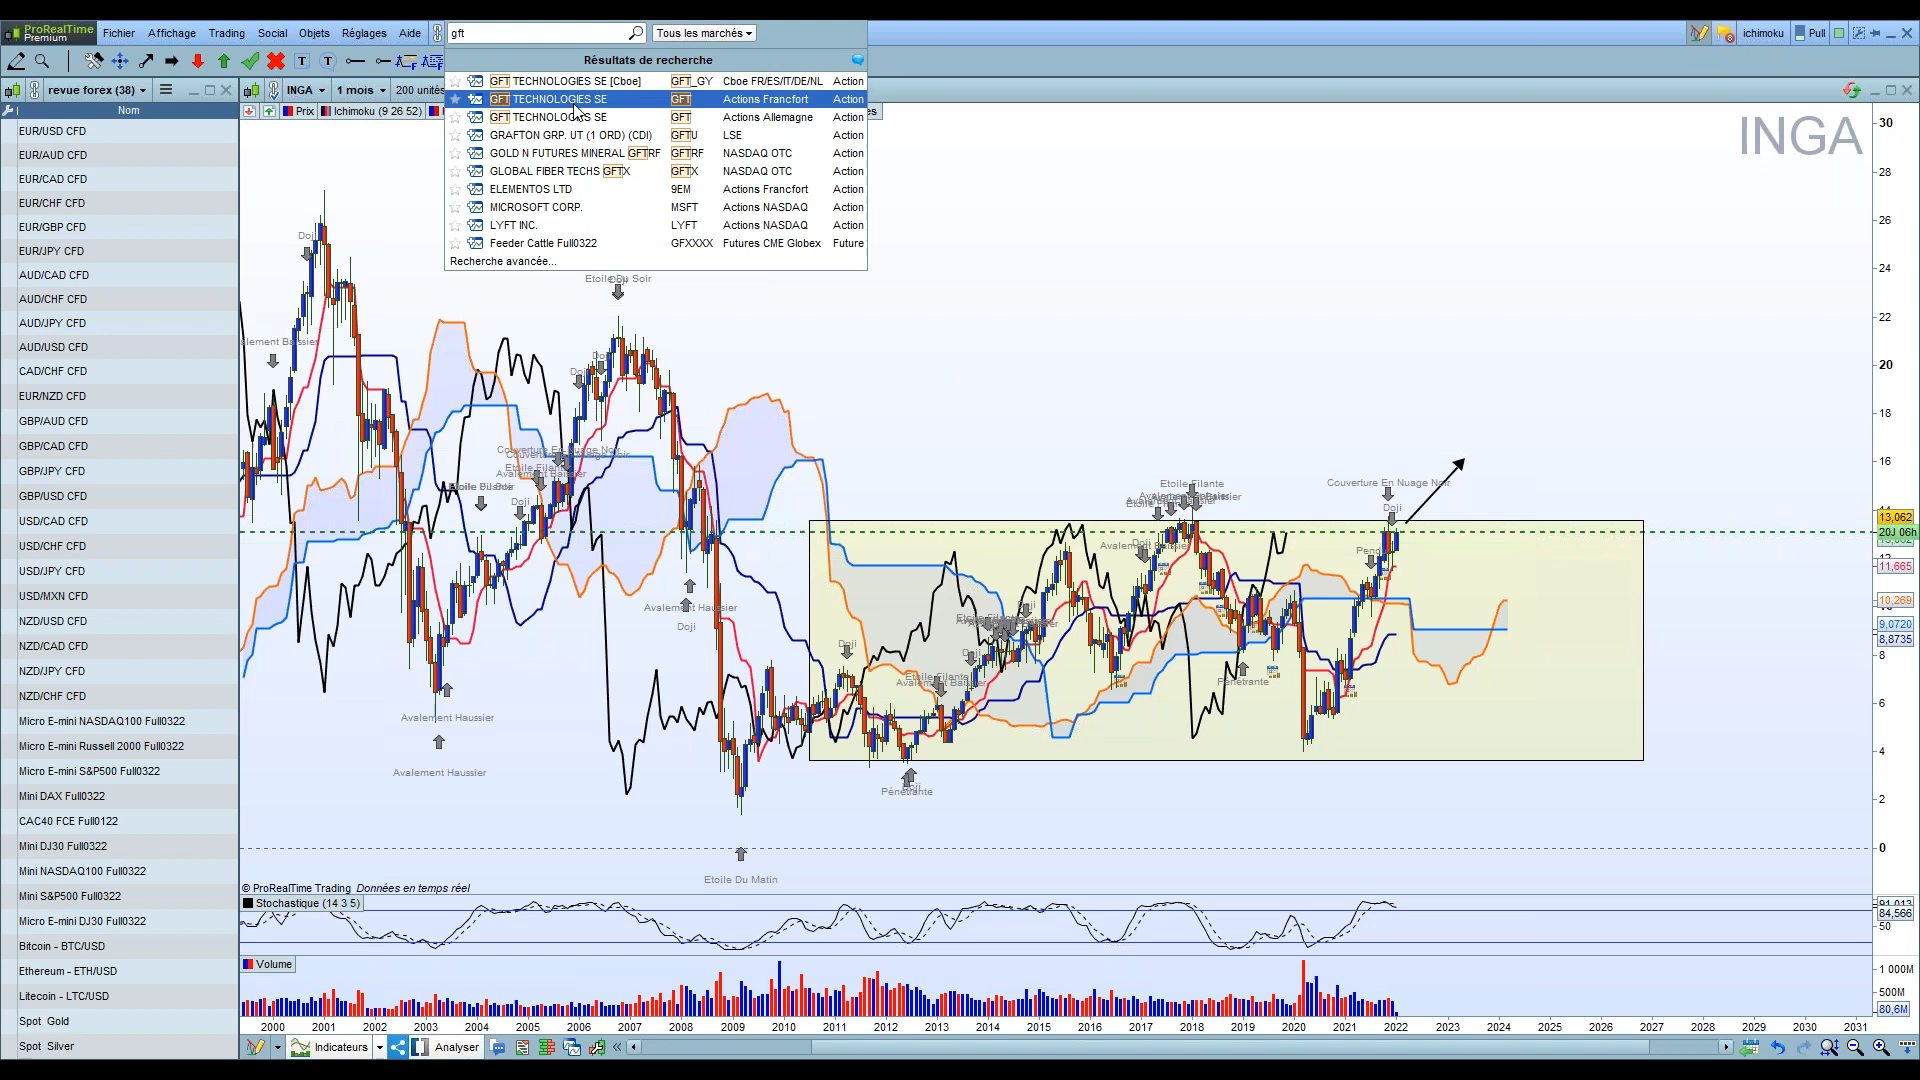 ProRealTime
Premium
Fichier Affichage Trading Social Objets Réglages Aide
gft
Tous les marchés
ichimoku
Pull
Résultats de recherche
GFT TECHNOLOGIES SE [Cboe] GFT_GY Cboe FR/ES/IT/DE/NL Action
GFT TECHNOLOGIES SE GFT Actions Francfort Action
GFT TECHNOLOGIES SE GFT Actions Allemagne Action
GRAFTON GRP. UT (1 ORD) (CDI) GFTU LSE Action
GOLD N FUTURES MINERAL GFTRF GFTRF NASDAQ OTC Action
GLOBAL FIBER TECHS GFTX GFTX NASDAQ OTC Action
ELEMENTOS LTD 9EM Actions Francfort Action
MICROSOFT CORP. MSFT Actions NASDAQ Action
LYFT INC. LYFT Actions NASDAQ Action
Feeder Cattle Full0322 GFXXXX Futures CME Globex Future
Recherche avancée...
revue forex (38)
INGA
1 mois
200 unités
Nom
Prix
Ichimoku (9 26 52)
EUR/USD CFD
EUR/AUD CFD
EUR/CAD CFD
EUR/CHF CFD
EUR/GBP CFD
EUR/JPY CFD
AUD/CAD CFD
AUD/CHF CFD
AUD/JPY CFD
AUD/USD CFD
CAD/CHF CFD
EUR/NZD CFD
GBP/AUD CFD
GBP/CAD CFD
GBP/JPY CFD
GBP/USD CFD
USD/CAD CFD
USD/CHF CFD
USD/JPY CFD
USD/MXN CFD
NZD/USD CFD
NZD/CAD CFD
NZD/JPY CFD
NZD/CHF CFD
Micro E-mini NASDAQ100 Full0322
Micro E-mini Russell 2000 Full0322
Micro E-mini S&P500 Full0322
Mini DAX Full0322
CAC40 FCE Full0122
Mini DJ30 Full0322
Mini NASDAQ100 Full0322
Mini S&P500 Full0322
Micro E-mini DJ30 Full0322
Bitcoin - BTC/USD
Ethereum - ETH/USD
Litecoin - LTC/USD
Spot Gold
Spot Silver
INGA
Doji
Etoile Du Soir
Doji
Doji
Etoile Filante
Doji
Avalement Haussier
Doji
Avalement Haussier
Avalement Haussier
Etoile Du Matin
Doji
Etoile Filante
Avalement Baissier
Pénétrante
Doji
Etoile Filante
Pénétrante
Couverture En Nuage Noir
Doji
30
28
26
24
22
20
18
16
13,062
20J 06h
11,665
10,269
9,0720
8,8735
8
6
4
2
0
© ProRealTime Trading Données en temps réel
Stochastique (14 3 5)
84,566
50
Volume
1 000M
500M
80,6M
2000 2001 2002 2003 2004 2005 2006 2007 2008 2009 2010 2011 2012 2013 2014 2015 2016 2017 2018 2019 2020 2021 2022 2023 2024 2025 2026 2027 2028 2029 2030 2031
Indicateurs
Analyser